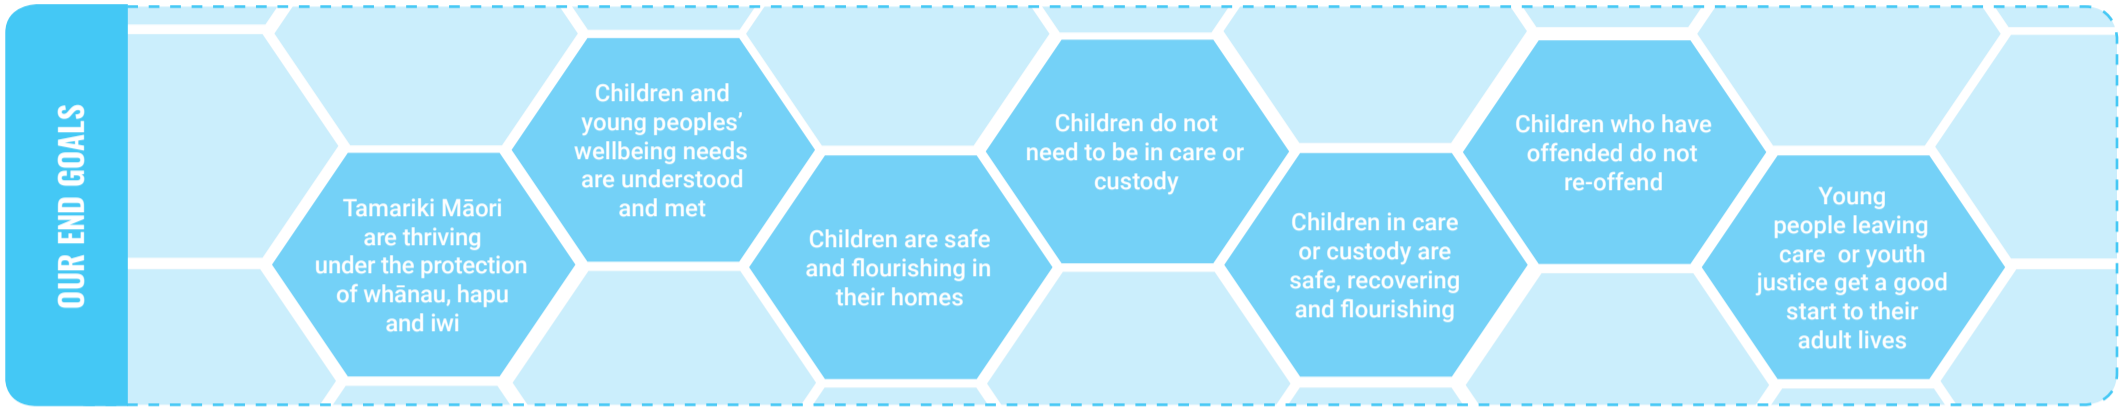 OUR END GOALS
Tamariki Māori
are thriving
under the protection
of whānau, hapu
and iwi
Children and
young peoples’
wellbeing needs
are understood
and met
Children are safe
and flourishing in
their homes
Children do not
need to be in care or
custody
Children in care
or custody are
safe, recovering
and flourishing
Children who have
offended do not
re-offend
Young
people leaving
care or youth
justice get a good
start to their
adult lives